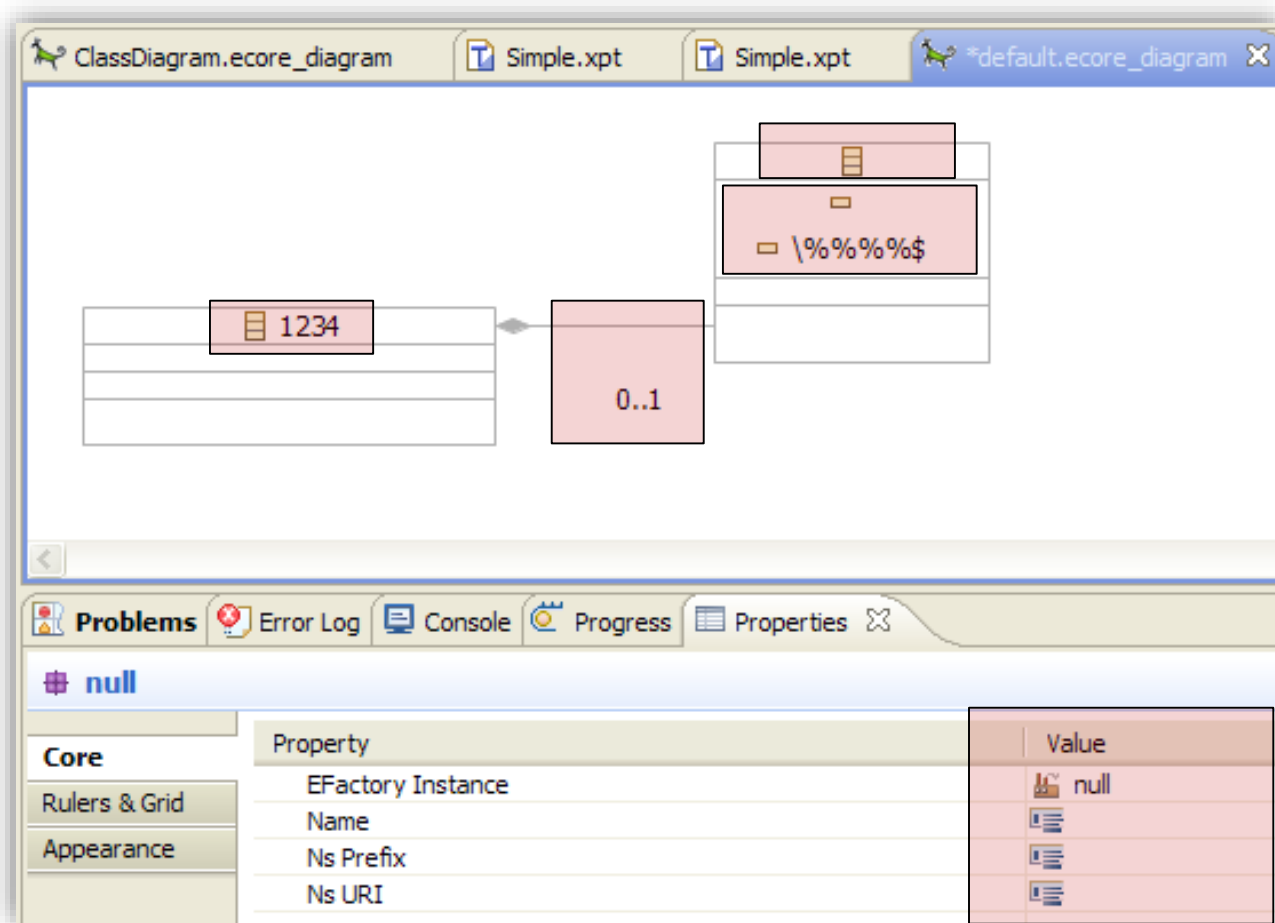 ClassDiagram.ecore_diagram Simple.xpt Simple.xpt *default.ecore_diagram
\%%%%$
1234
0..1
Problems Error Log Console Progress Properties
null
Core
Rulers & Grid
Appearance
Property Value
EFactory Instance null
Name
Ns Prefix
Ns URI